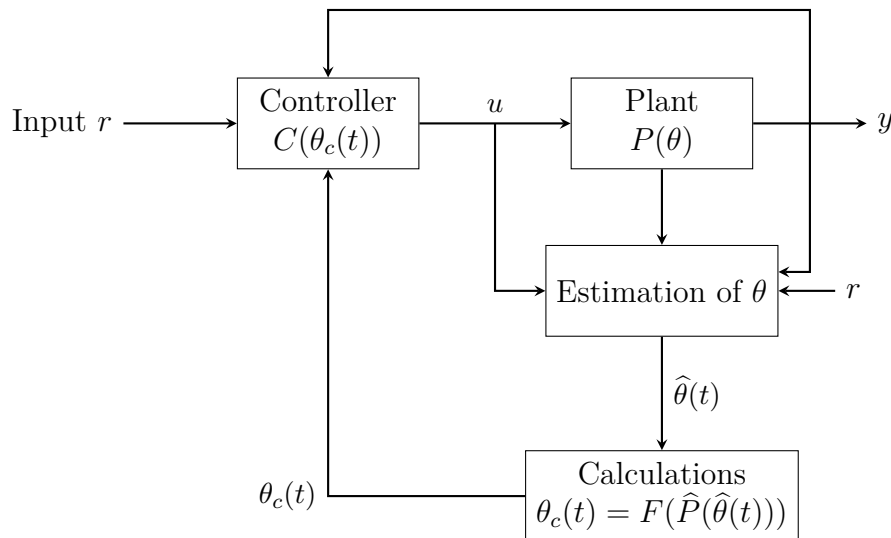 Controller
C(θ_c(t))
Input r
u
Plant
P(θ)
y
Estimation of θ
r
θ̂(t)
Calculations
θ_c(t) = F(P̂(θ̂(t)))
θ_c(t)